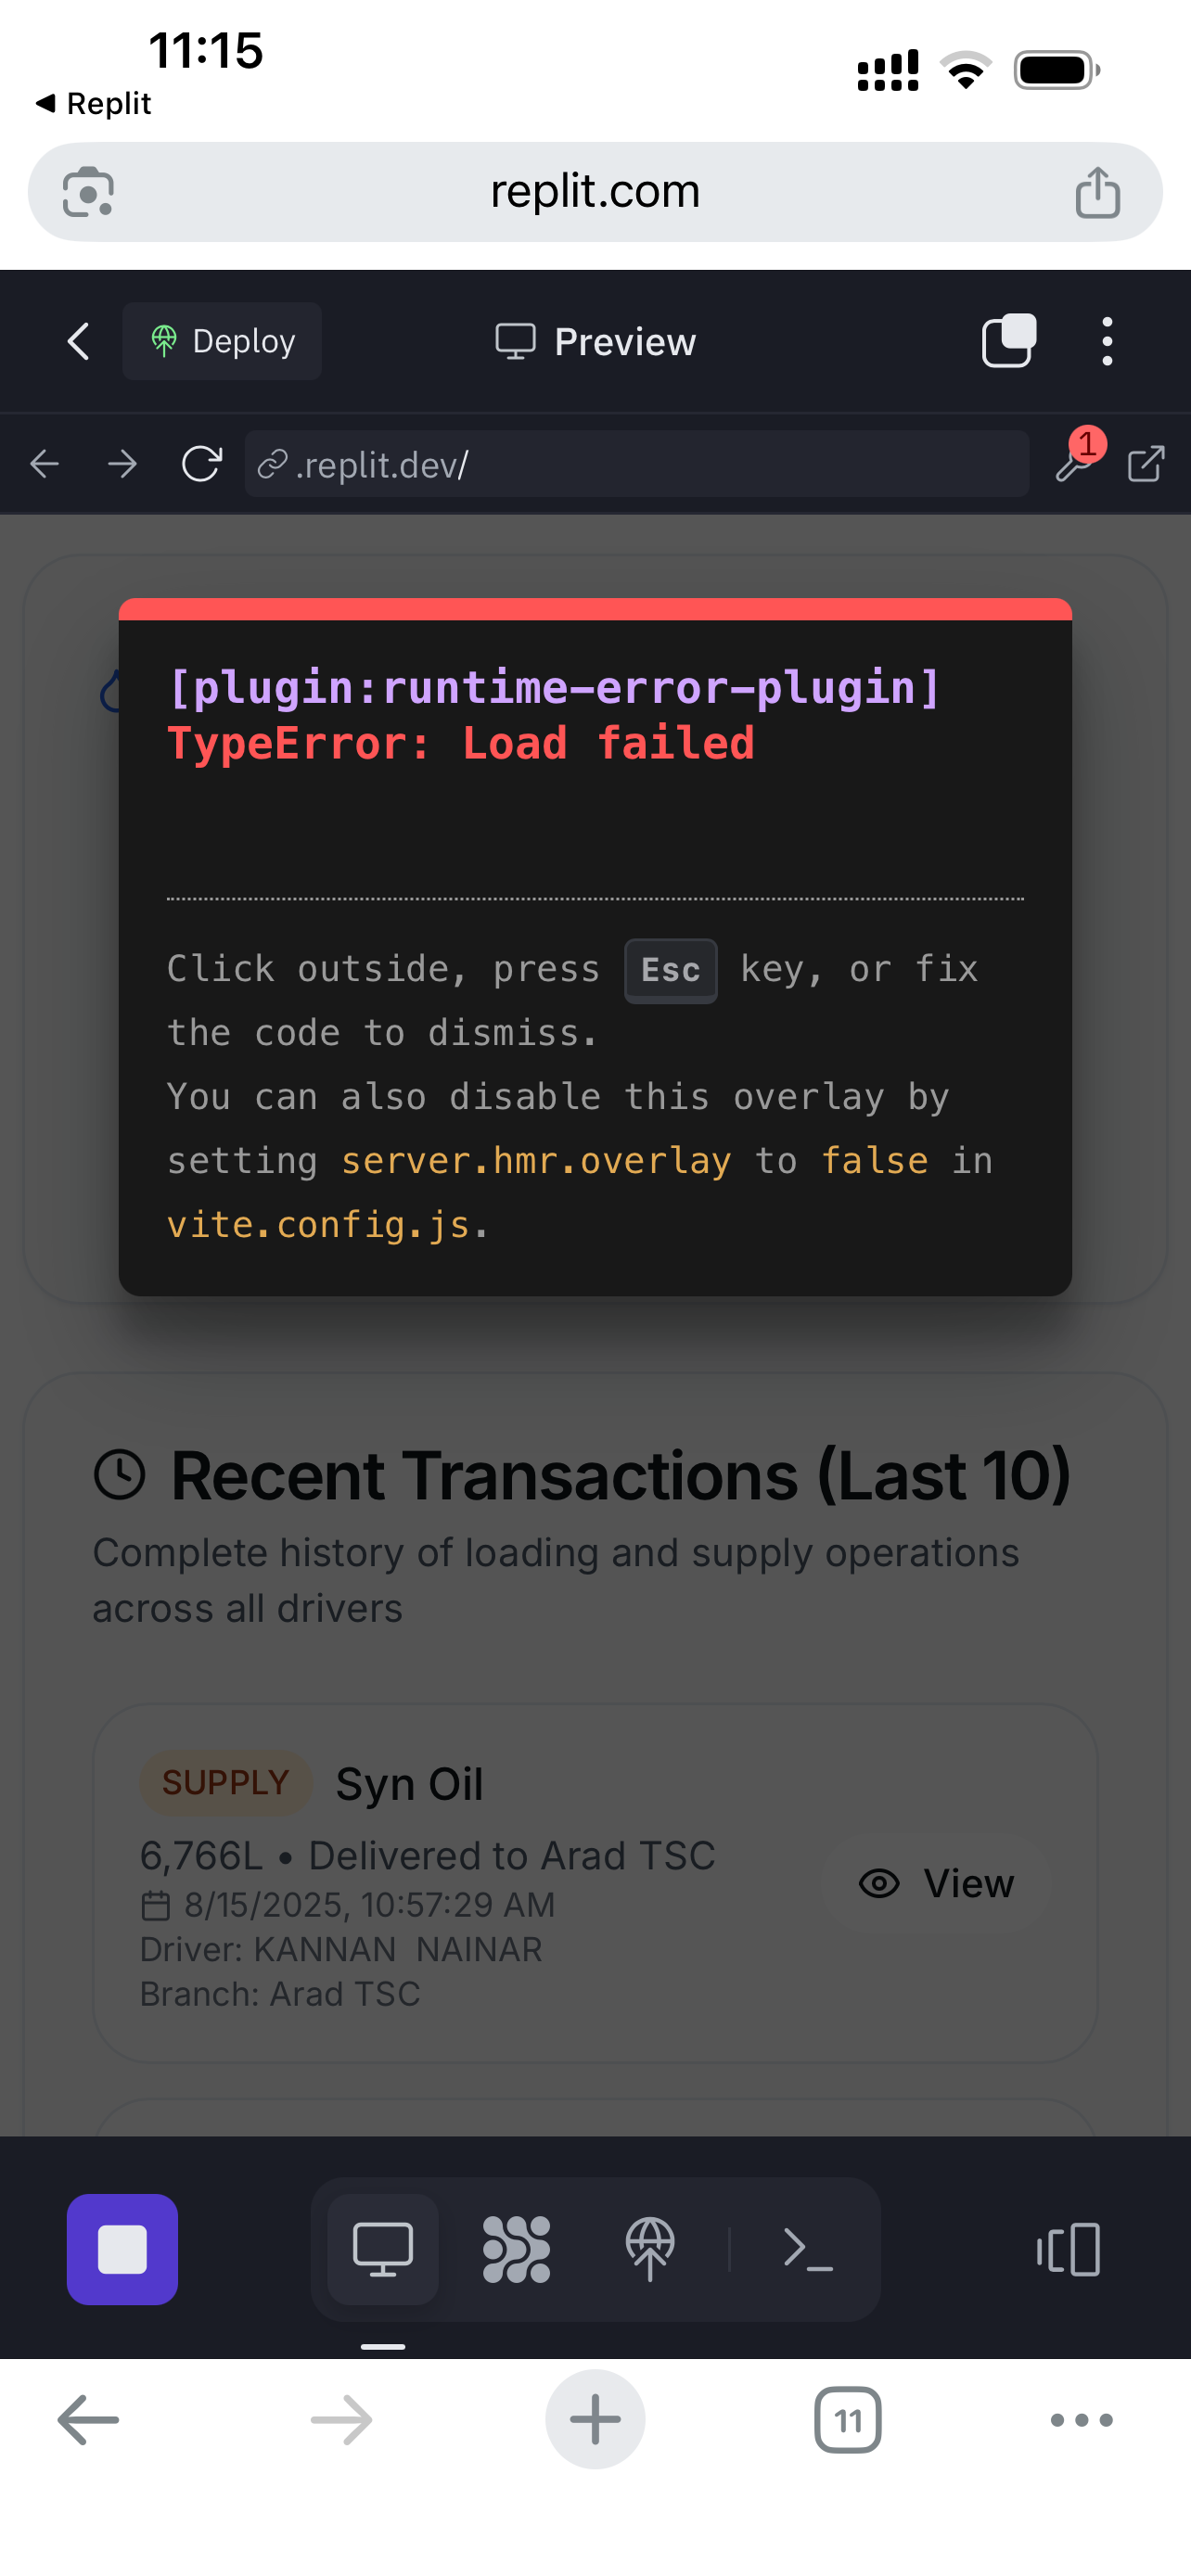 11:15
Replit
replit.com
Deploy
Preview
.replit.dev/
1
[plugin:runtime-error-plugin]
TypeError: Load failed
Click outside, press Esc key, or fix
the code to dismiss.
You can also disable this overlay by
setting server.hmr.overlay to false in
vite.config.js.
Recent Transactions (Last 10)
Complete history of loading and supply operations
across all drivers
SUPPLY Syn Oil
6,766L • Delivered to Arad TSC
View
8/15/2025, 10:57:29 AM
Driver: KANNAN  NAINAR
Branch: Arad TSC
11